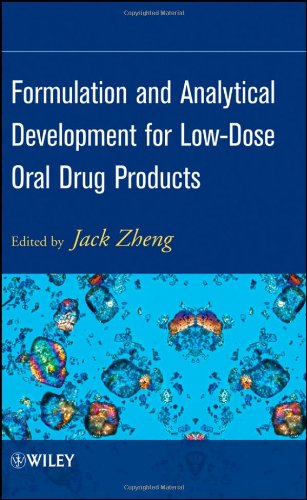 Formulation and Analytical
Development for Low-Dose
Oral Drug Products
Edited by Jack Zheng
WILEY